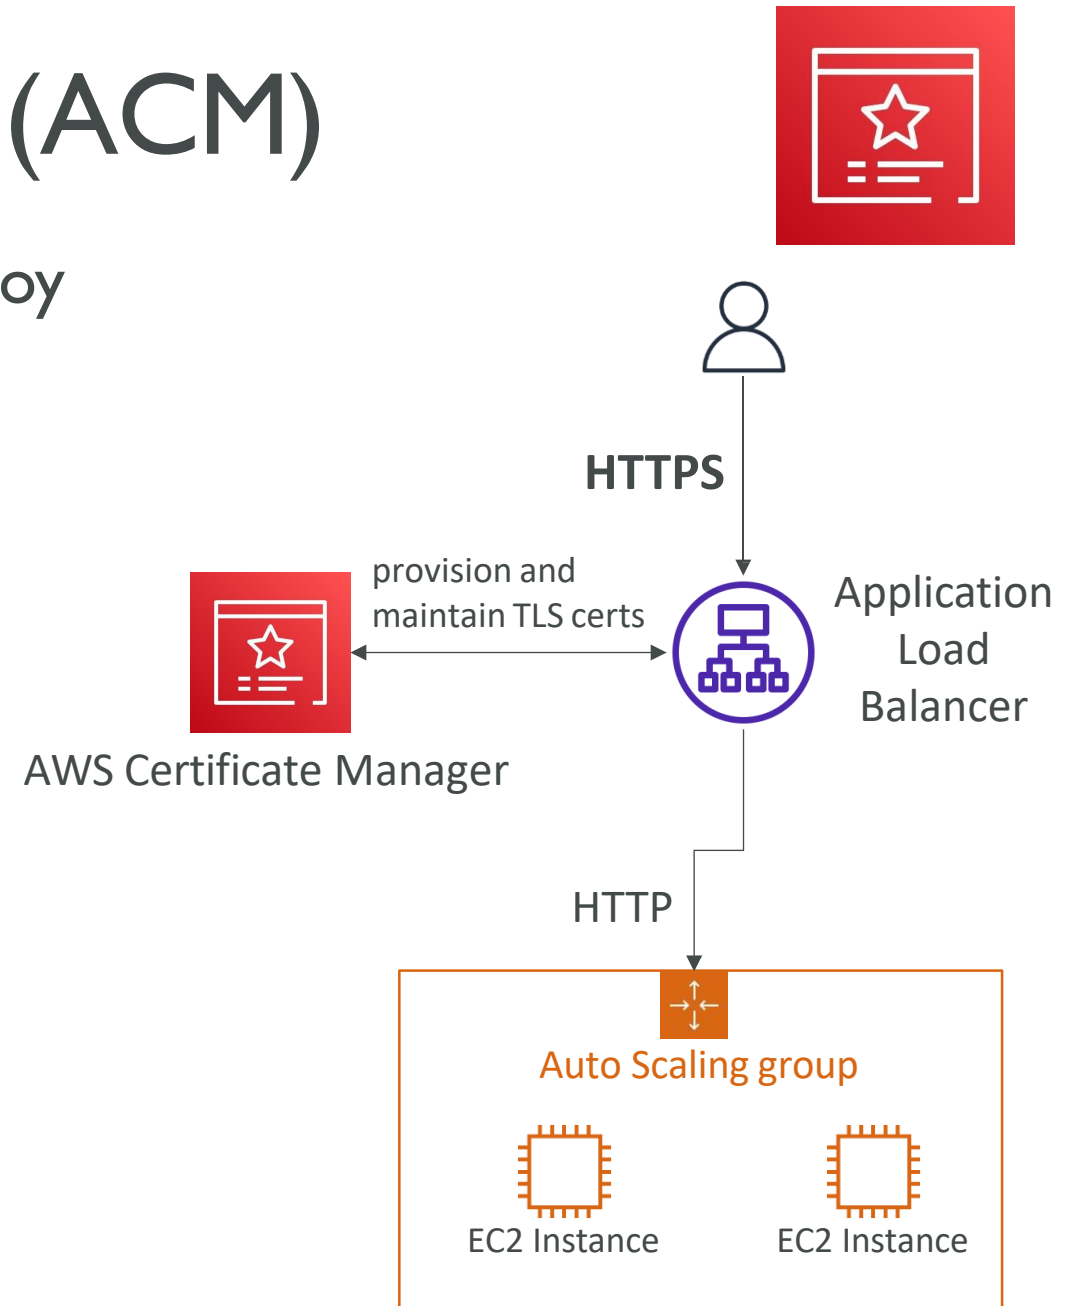 (ACM)
oy
HTTPS
provision and
maintain TLS certs
Application
Load
Balancer
AWS Certificate Manager
HTTP
Auto Scaling group
EC2 Instance
EC2 Instance